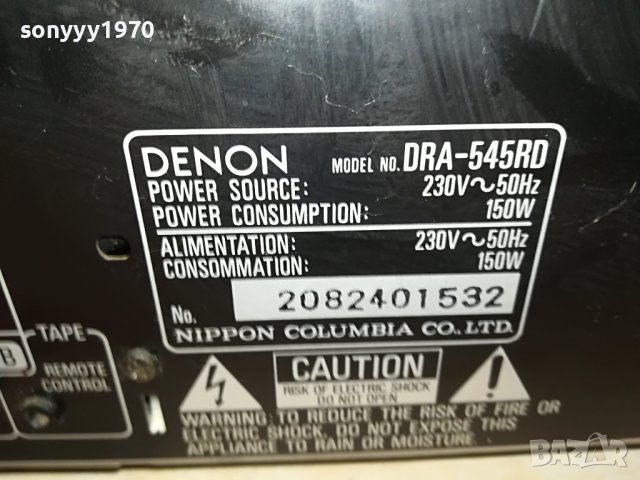 sonyyy1970
DENON MODEL NO. DRA-545RD
POWER SOURCE: 230V~50Hz
POWER CONSUMPTION: 150W
ALIMENTATION: 230V~50Hz
CONSOMMATION: 150W
No. 2082401532
NIPPON COLUMBIA CO., LTD.
B
TAPE
REMOTE
CONTROL
CAUTION
RISK OF ELECTRIC SHOCK
DO NOT OPEN
WARNING: TO REDUCE THE RISK OF FIRE OR
ELECTRIC SHOCK, DO NOT EXPOSE THIS
APPLIANCE TO RAIN OR MOISTURE.
BAZAR